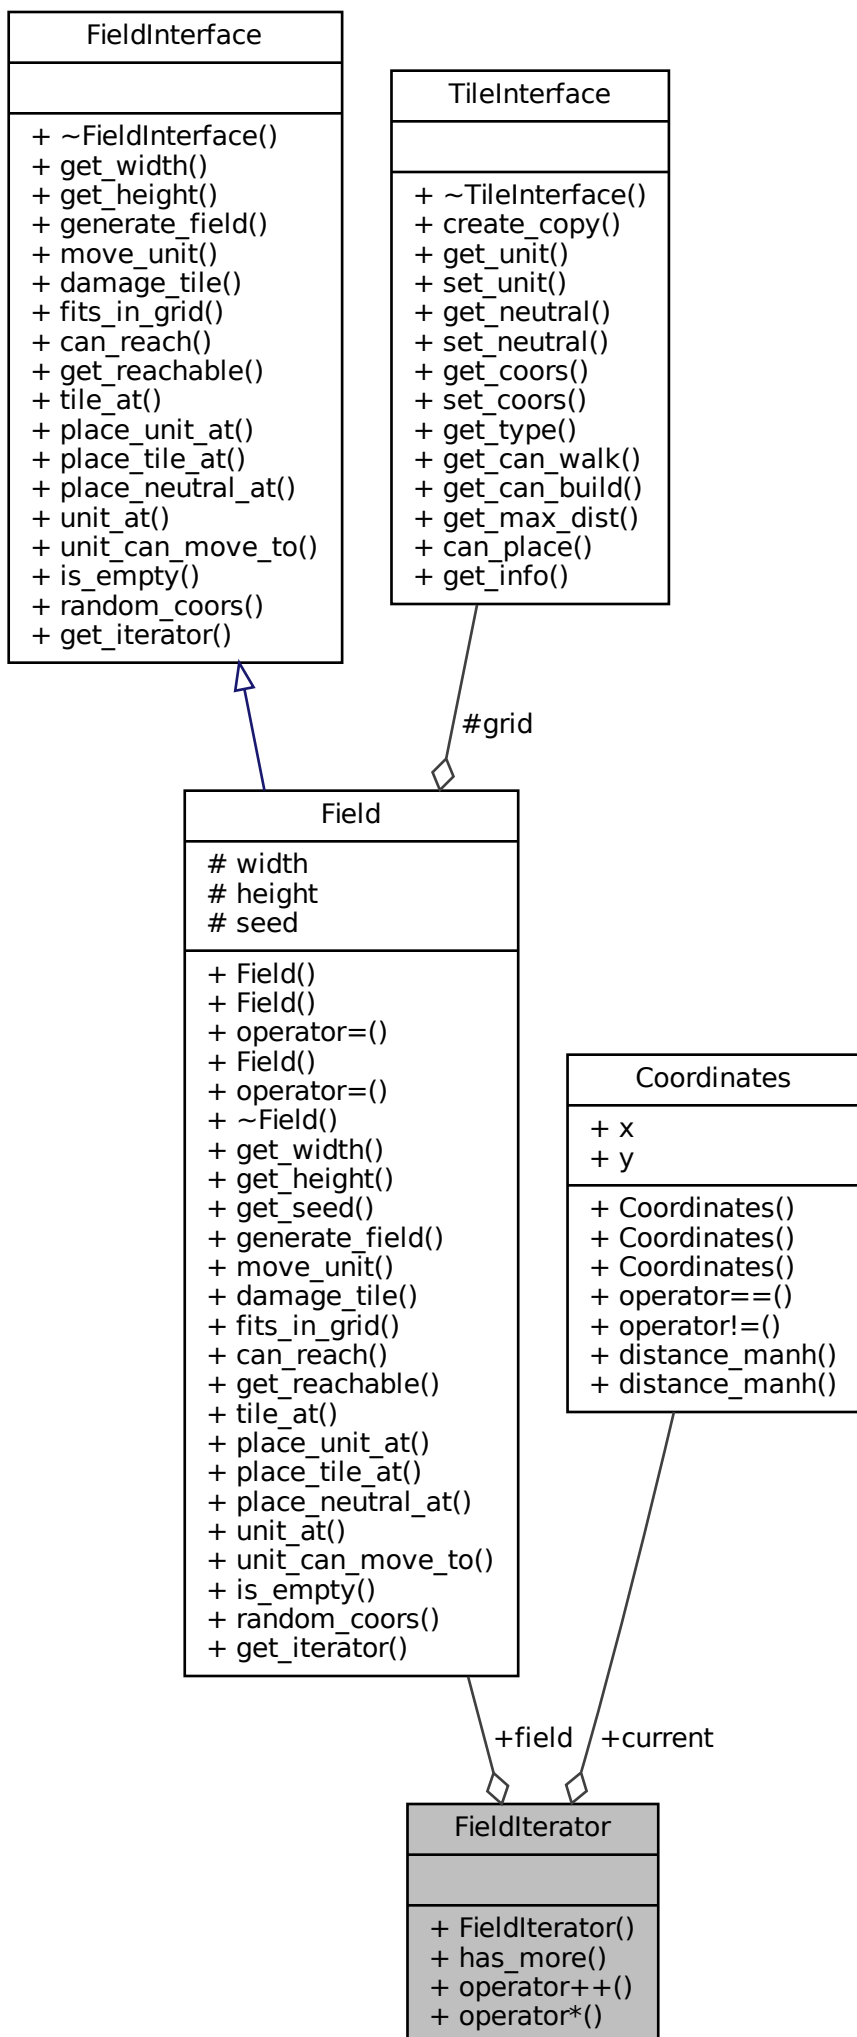 FieldInterface
+ ~FieldInterface()
+ get_width()
+ get_height()
+ generate_field()
+ move_unit()
+ damage_tile()
+ fits_in_grid()
+ can_reach()
+ get_reachable()
+ tile_at()
+ place_unit_at()
+ place_tile_at()
+ place_neutral_at()
+ unit_at()
+ unit_can_move_to()
+ is_empty()
+ random_coors()
+ get_iterator()
TileInterface
+ ~TileInterface()
+ create_copy()
+ get_unit()
+ set_unit()
+ get_neutral()
+ set_neutral()
+ get_coors()
+ set_coors()
+ get_type()
+ get_can_walk()
+ get_can_build()
+ get_max_dist()
+ can_place()
+ get_info()
#grid
Field
# width
# height
# seed
+ Field()
+ Field()
+ operator=()
+ Field()
+ operator=()
+ ~Field()
+ get_width()
+ get_height()
+ get_seed()
+ generate_field()
+ move_unit()
+ damage_tile()
+ fits_in_grid()
+ can_reach()
+ get_reachable()
+ tile_at()
+ place_unit_at()
+ place_tile_at()
+ place_neutral_at()
+ unit_at()
+ unit_can_move_to()
+ is_empty()
+ random_coors()
+ get_iterator()
Coordinates
+ x
+ y
+ Coordinates()
+ Coordinates()
+ Coordinates()
+ operator==()
+ operator!=()
+ distance_manh()
+ distance_manh()
+field
+current
FieldIterator
+ FieldIterator()
+ has_more()
+ operator++()
+ operator*()